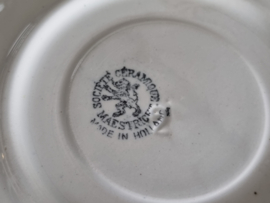 SOCIÉTÉ CÉRAMIQUE
MAESTRICHT
MADE IN HOLLAND